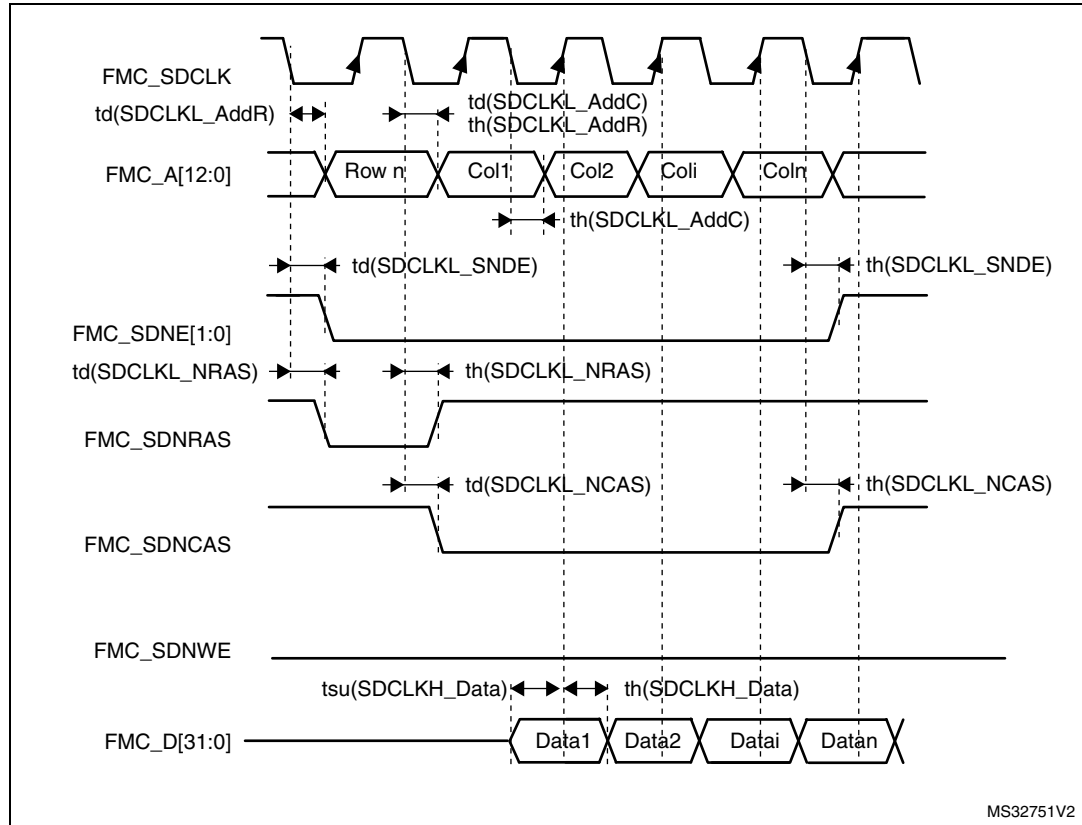 FMC_SDCLK
td(SDCLKL_AddR)
td(SDCLKL_AddC)
th(SDCLKL_AddR)
FMC_A[12:0]
Row n
Col1
Col2
Coli
Coln
th(SDCLKL_AddC)
td(SDCLKL_SNDE)
th(SDCLKL_SNDE)
FMC_SDNE[1:0]
td(SDCLKL_NRAS)
th(SDCLKL_NRAS)
FMC_SDNRAS
td(SDCLKL_NCAS)
th(SDCLKL_NCAS)
FMC_SDNCAS
FMC_SDNWE
tsu(SDCLKH_Data)
th(SDCLKH_Data)
FMC_D[31:0]
Data1
Data2
Datai
Datan
MS32751V2